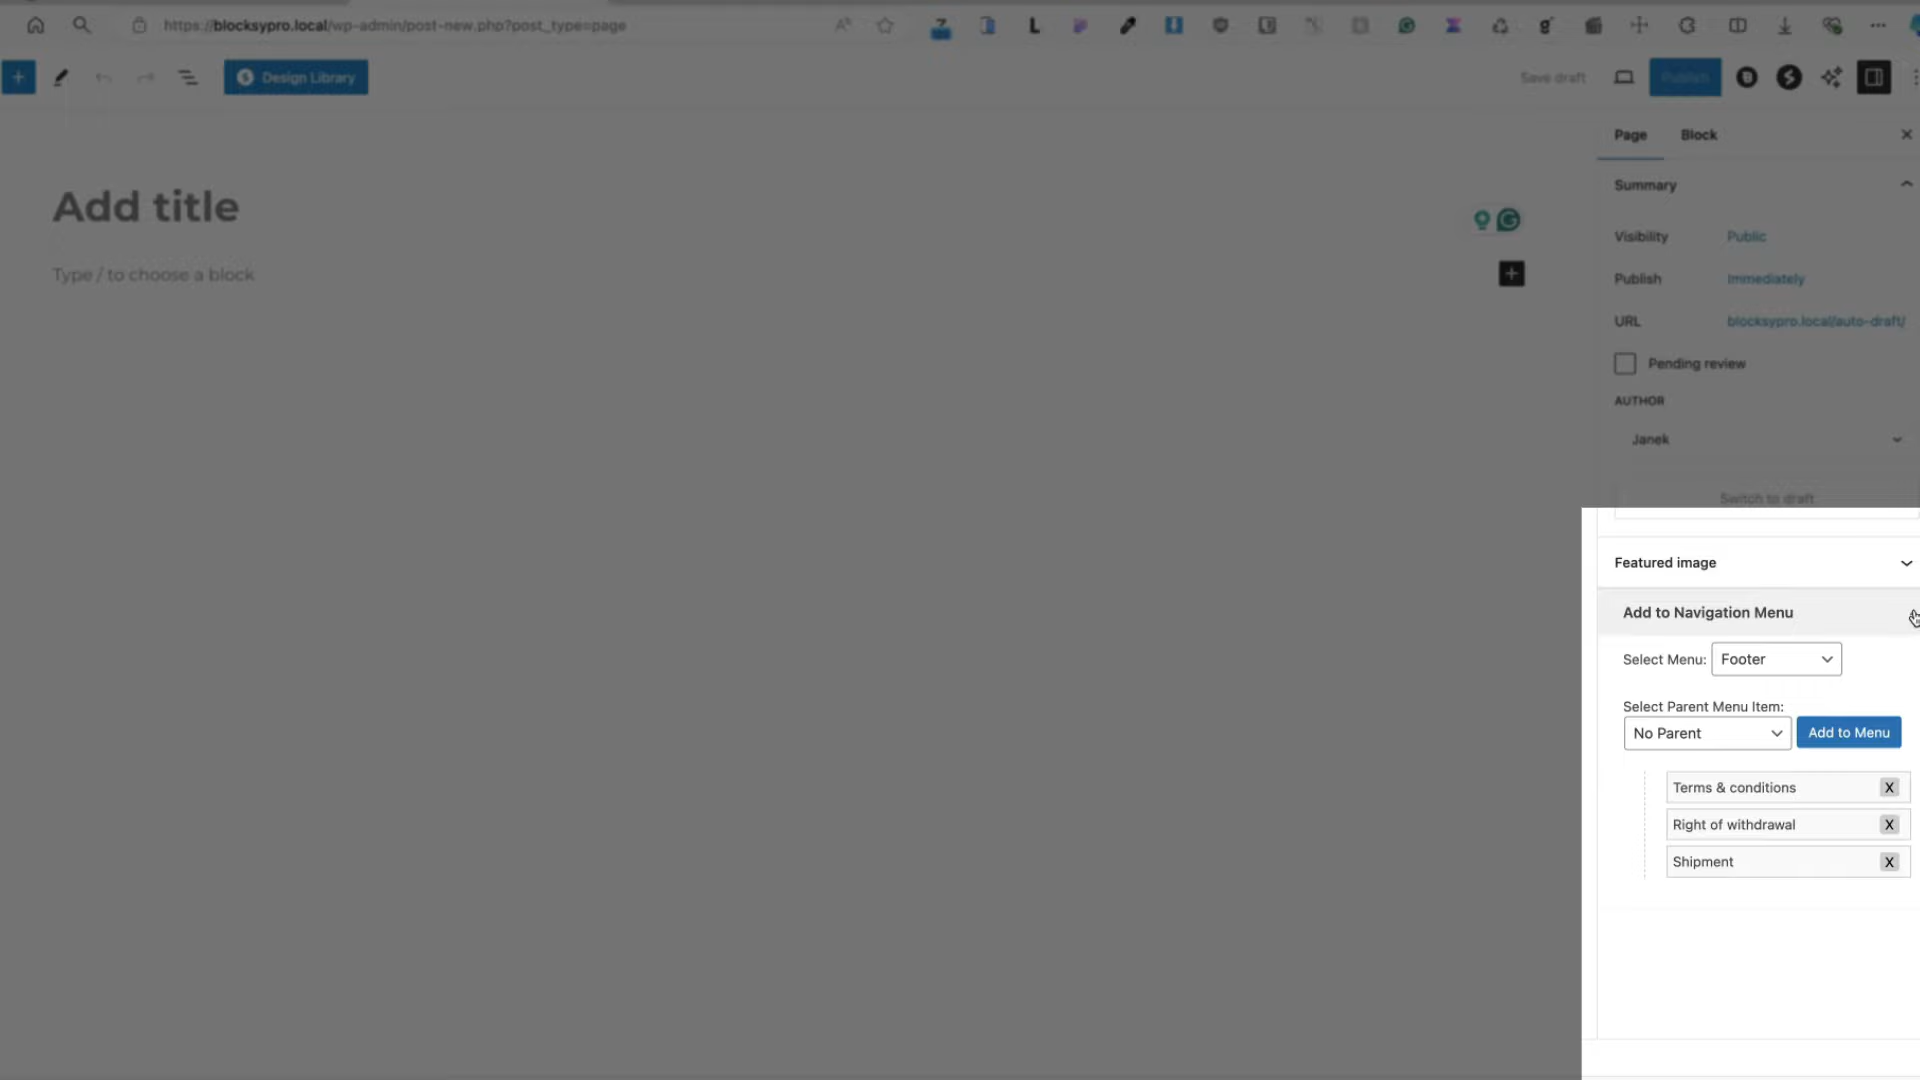 https://blocksypro.local/wp-admin/post-new.php?post_type=page
Design Library
Save draft
Publish
Page
Block
Summary
Add title
Visibility
Public
Type / to choose a block
Publish
Immediately
URL
blocksypro.local/auto-draft/
Pending review
AUTHOR
Janek
Switch to draft
Featured image
Add to Navigation Menu
Select Menu: Footer
Select Parent Menu Item:
No Parent
Add to Menu
Terms & conditions X
Right of withdrawal X
Shipment X